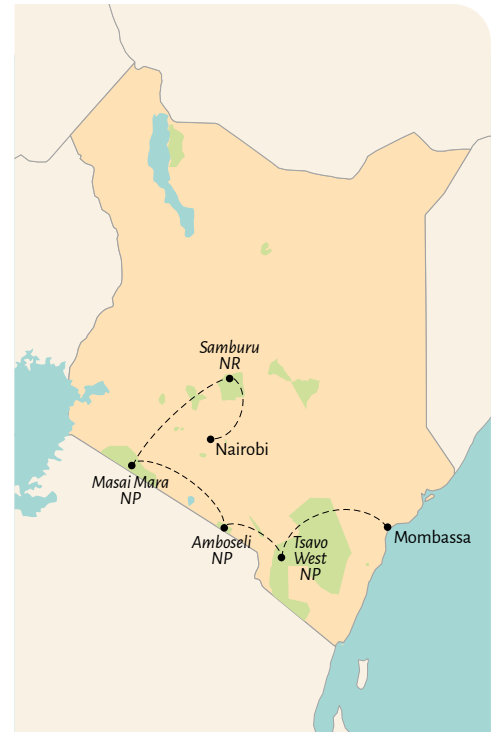 Samburu
NR
Nairobi
Masai Mara
NP
Amboseli
NP
Tsavo
West
NP
Mombassa